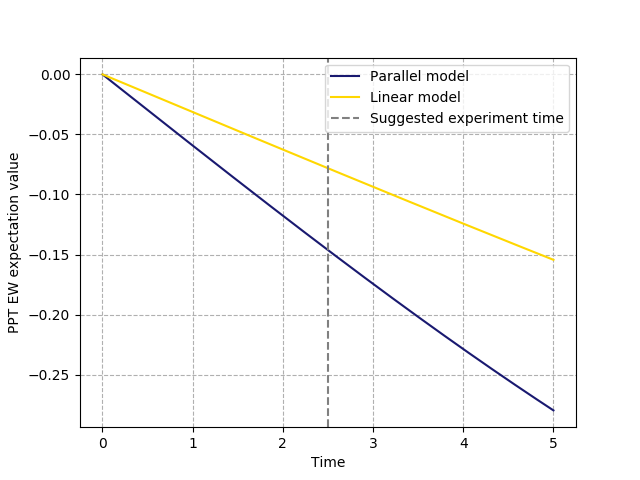 0.00
−0.05
−0.10
−0.15
−0.20
−0.25
PPT EW expectation value
Parallel model
Linear model
Suggested experiment time
0 1 2 3 4 5
Time